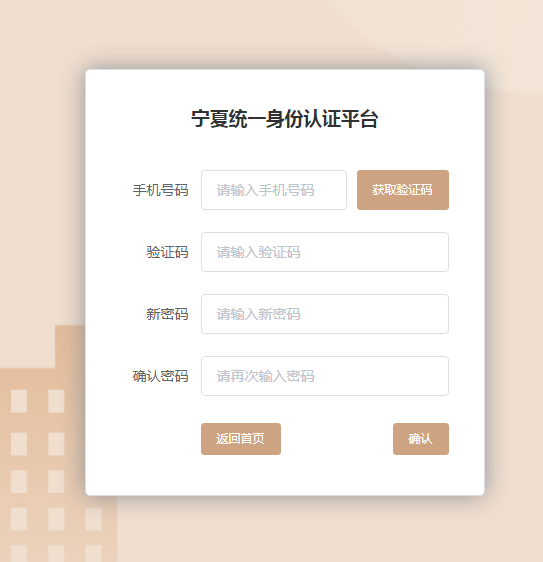 宁夏统一身份认证平台
手机号码 请输入手机号码 获取验证码
验证码 请输入验证码
新密码 请输入新密码
确认密码 请再次输入密码
返回首页 确认